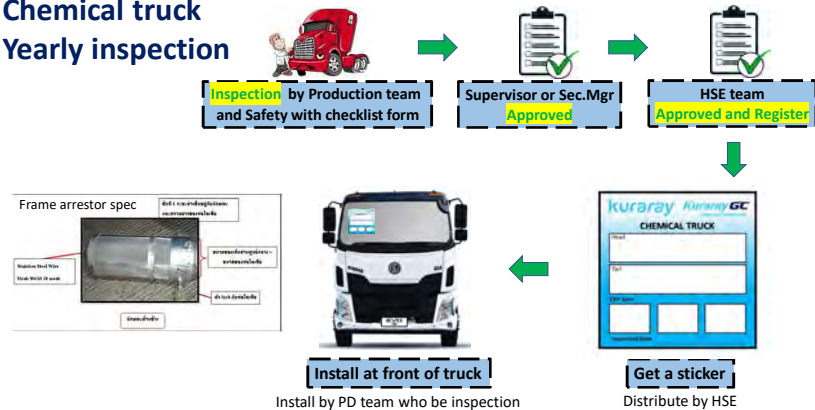 Chemical truck
Yearly inspection
Inspection by Production team
and Safety with checklist form
Supervisor or Sec.Mgr
Approved
HSE team
Approved and Register
Frame arrestor spec
Stainless Steel Wire
kuraray Kuraray GC
CHEMICAL TRUCK
Install at front of truck
Install by PD team who be inspection
Get a sticker
Distribute by HSE